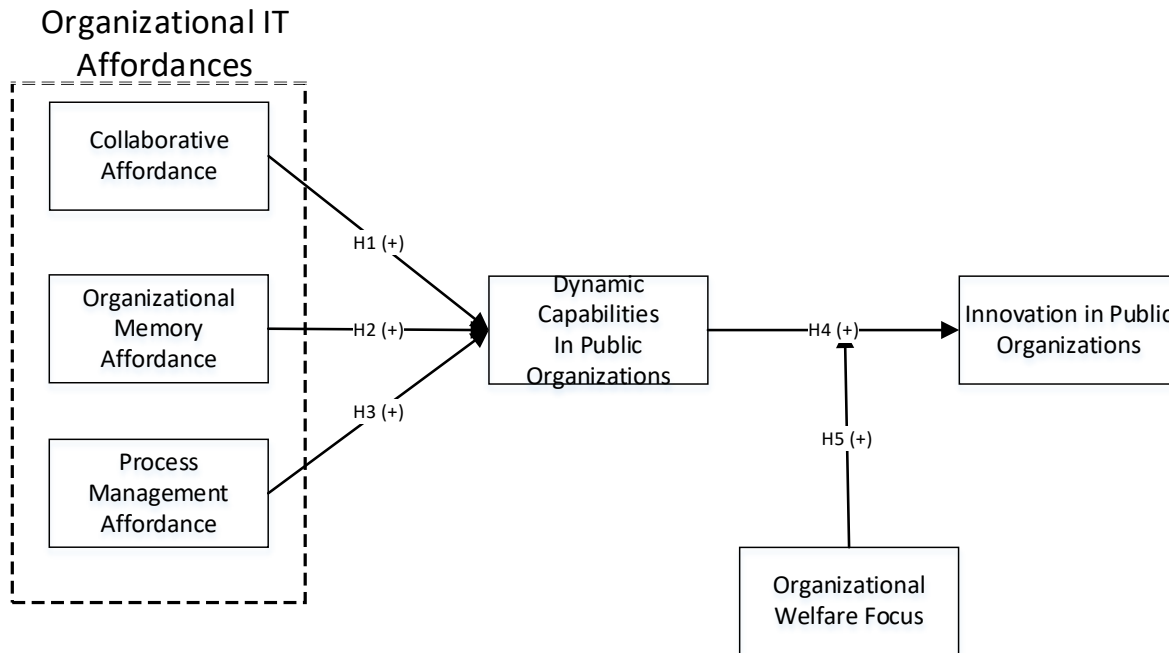 Organizational IT
Affordances
Collaborative
Affordance
H1 (+)
Organizational
Memory
Affordance
H2 (+)
Dynamic
Capabilities
In Public
Organizations
H4 (+)
Innovation in Public
Organizations
H3 (+)
Process
Management
Affordance
H5 (+)
Organizational
Welfare Focus